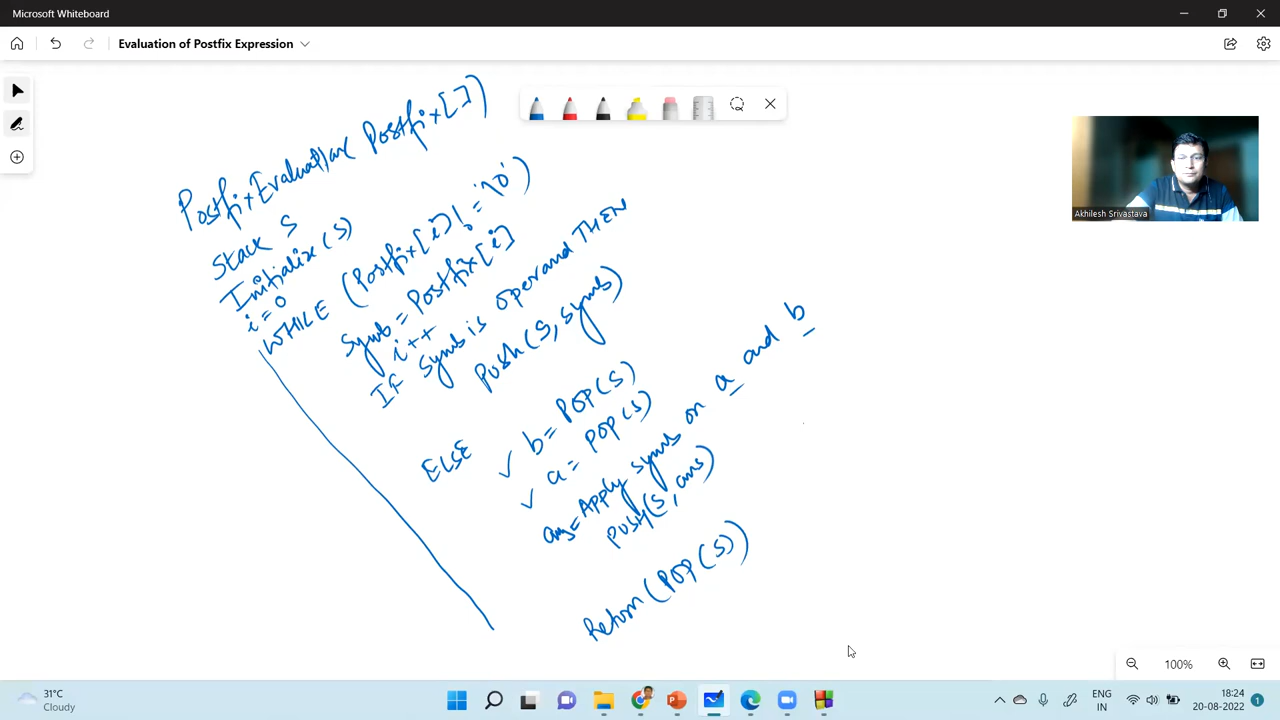 Microsoft Whiteboard
Evaluation of Postfix Expression
PostfixEvaluation(Postfix[])
Stack S
Initialize(S)
i=0
WHILE (Postfix[i]!='\0')
Symb=Postfix[i]
i++
IF Symb is operand THEN
Push(S,Symb)
ELSE
✓ b=POP(S)
✓ a=POP(S)
ans=Apply symb on a and b
PUSH(S,ans)
Return(POP(S))
Akhilesh Srivastava
100%
31°C
Cloudy
ENG
IN
18:24
20-08-2022
1